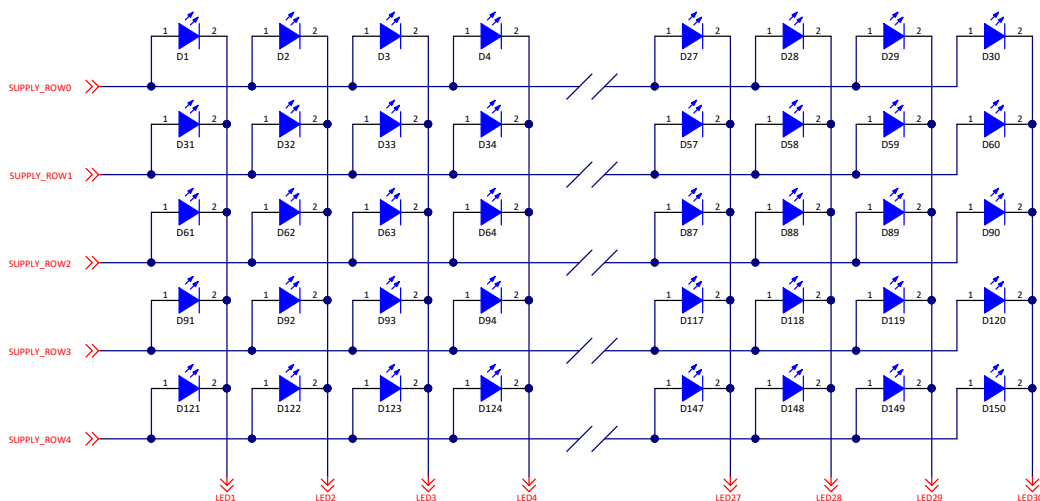 1 2 1 2 1 2 1 2 1 2 1 2 1 2 1 2
D1 D2 D3 D4 D27 D28 D29 D30
SUPPLY_ROW0
1 2 1 2 1 2 1 2 1 2 1 2 1 2 1 2
D31 D32 D33 D34 D57 D58 D59 D60
SUPPLY_ROW1
1 2 1 2 1 2 1 2 1 2 1 2 1 2 1 2
D61 D62 D63 D64 D87 D88 D89 D90
SUPPLY_ROW2
1 2 1 2 1 2 1 2 1 2 1 2 1 2 1 2
D91 D92 D93 D94 D117 D118 D119 D120
SUPPLY_ROW3
1 2 1 2 1 2 1 2 1 2 1 2 1 2 1 2
D121 D122 D123 D124 D147 D148 D149 D150
SUPPLY_ROW4
LED1 LED2 LED3 LED4 LED27 LED28 LED29 LED30